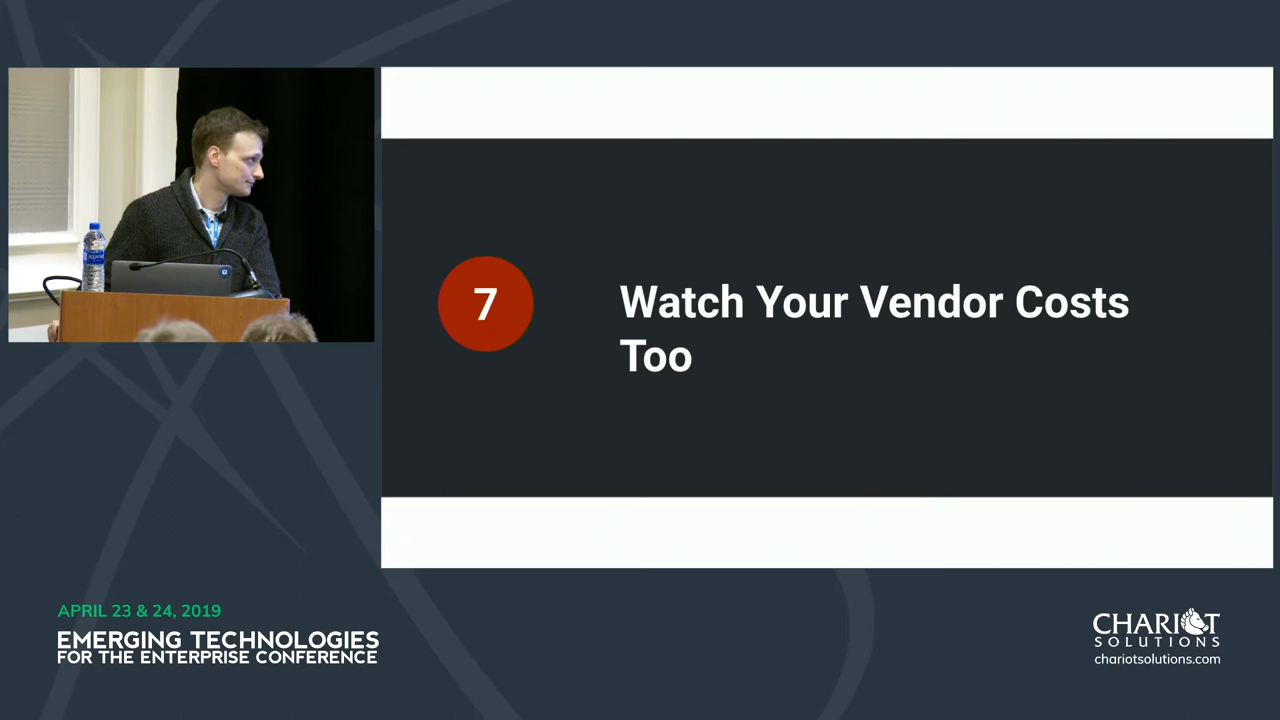 7
Watch Your Vendor Costs
Too
APRIL 23 & 24, 2019
EMERGING TECHNOLOGIES
FOR THE ENTERPRISE CONFERENCE
CHARIOT
SOLUTIONS
chariotsolutions.com